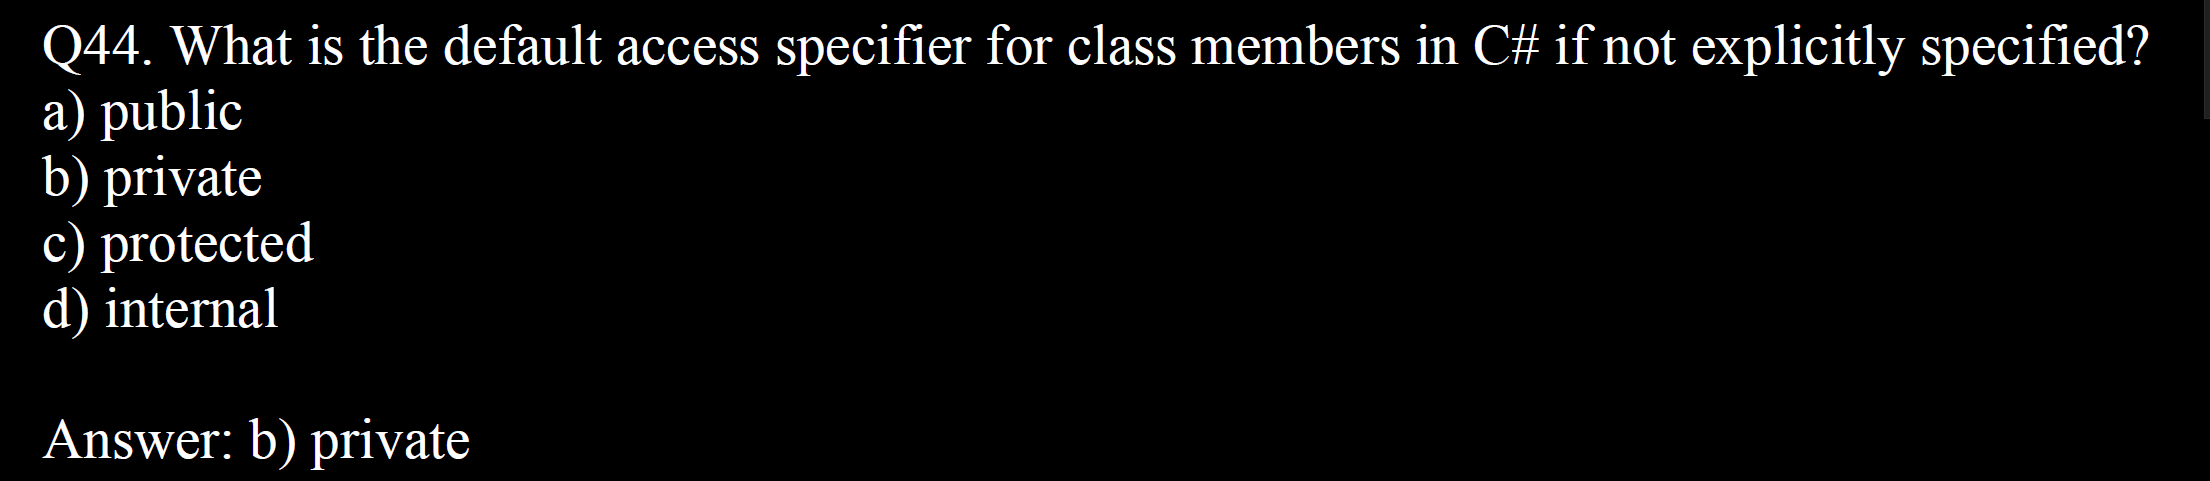 Q44. What is the default access specifier for class members in C# if not explicitly specified?
a) public
b) private
c) protected
d) internal
Answer: b) private